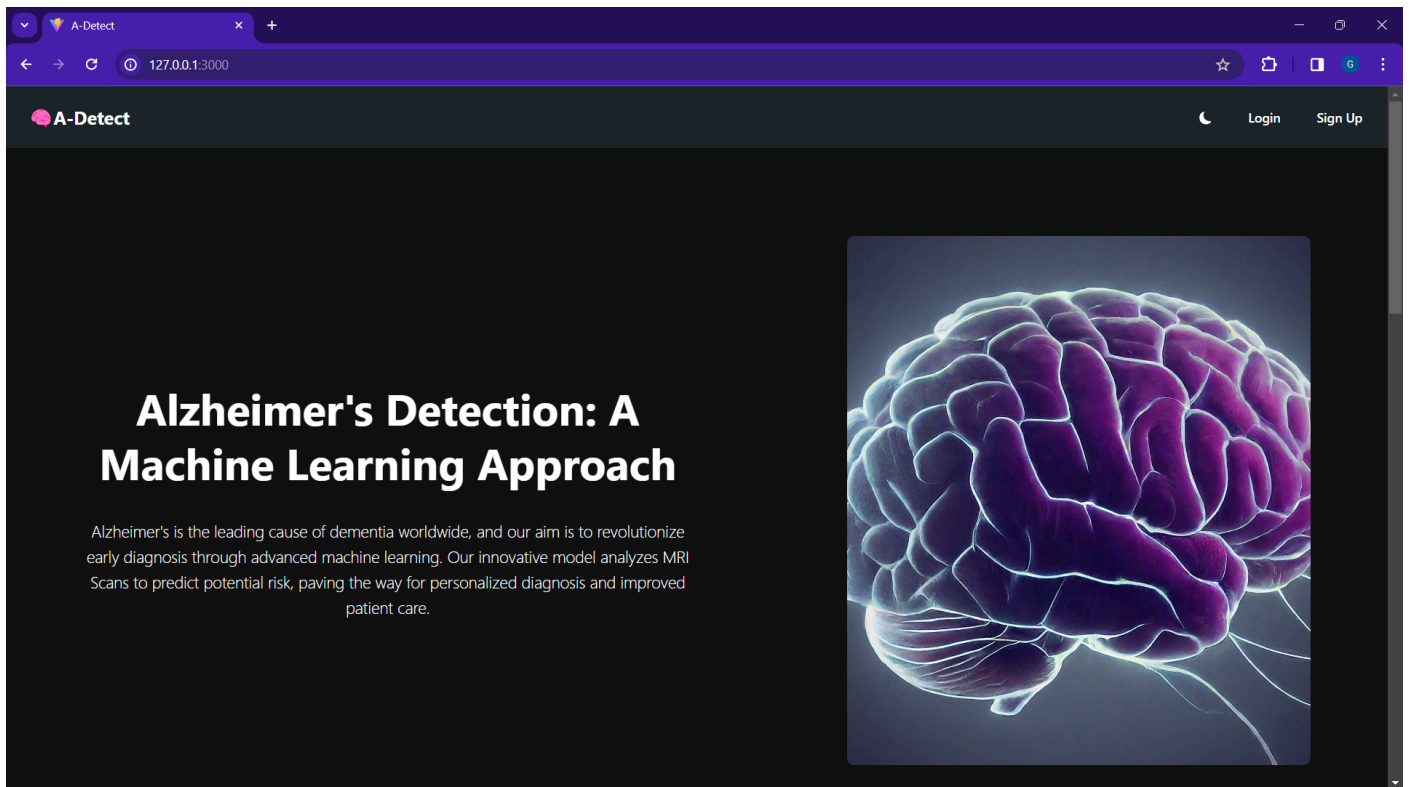 A-Detect
127.0.0.1:3000
G
A-Detect
Login
Sign Up
Alzheimer's Detection: A
Machine Learning Approach
Alzheimer's is the leading cause of dementia worldwide, and our aim is to revolutionize
early diagnosis through advanced machine learning. Our innovative model analyzes MRI
Scans to predict potential risk, paving the way for personalized diagnosis and improved
patient care.